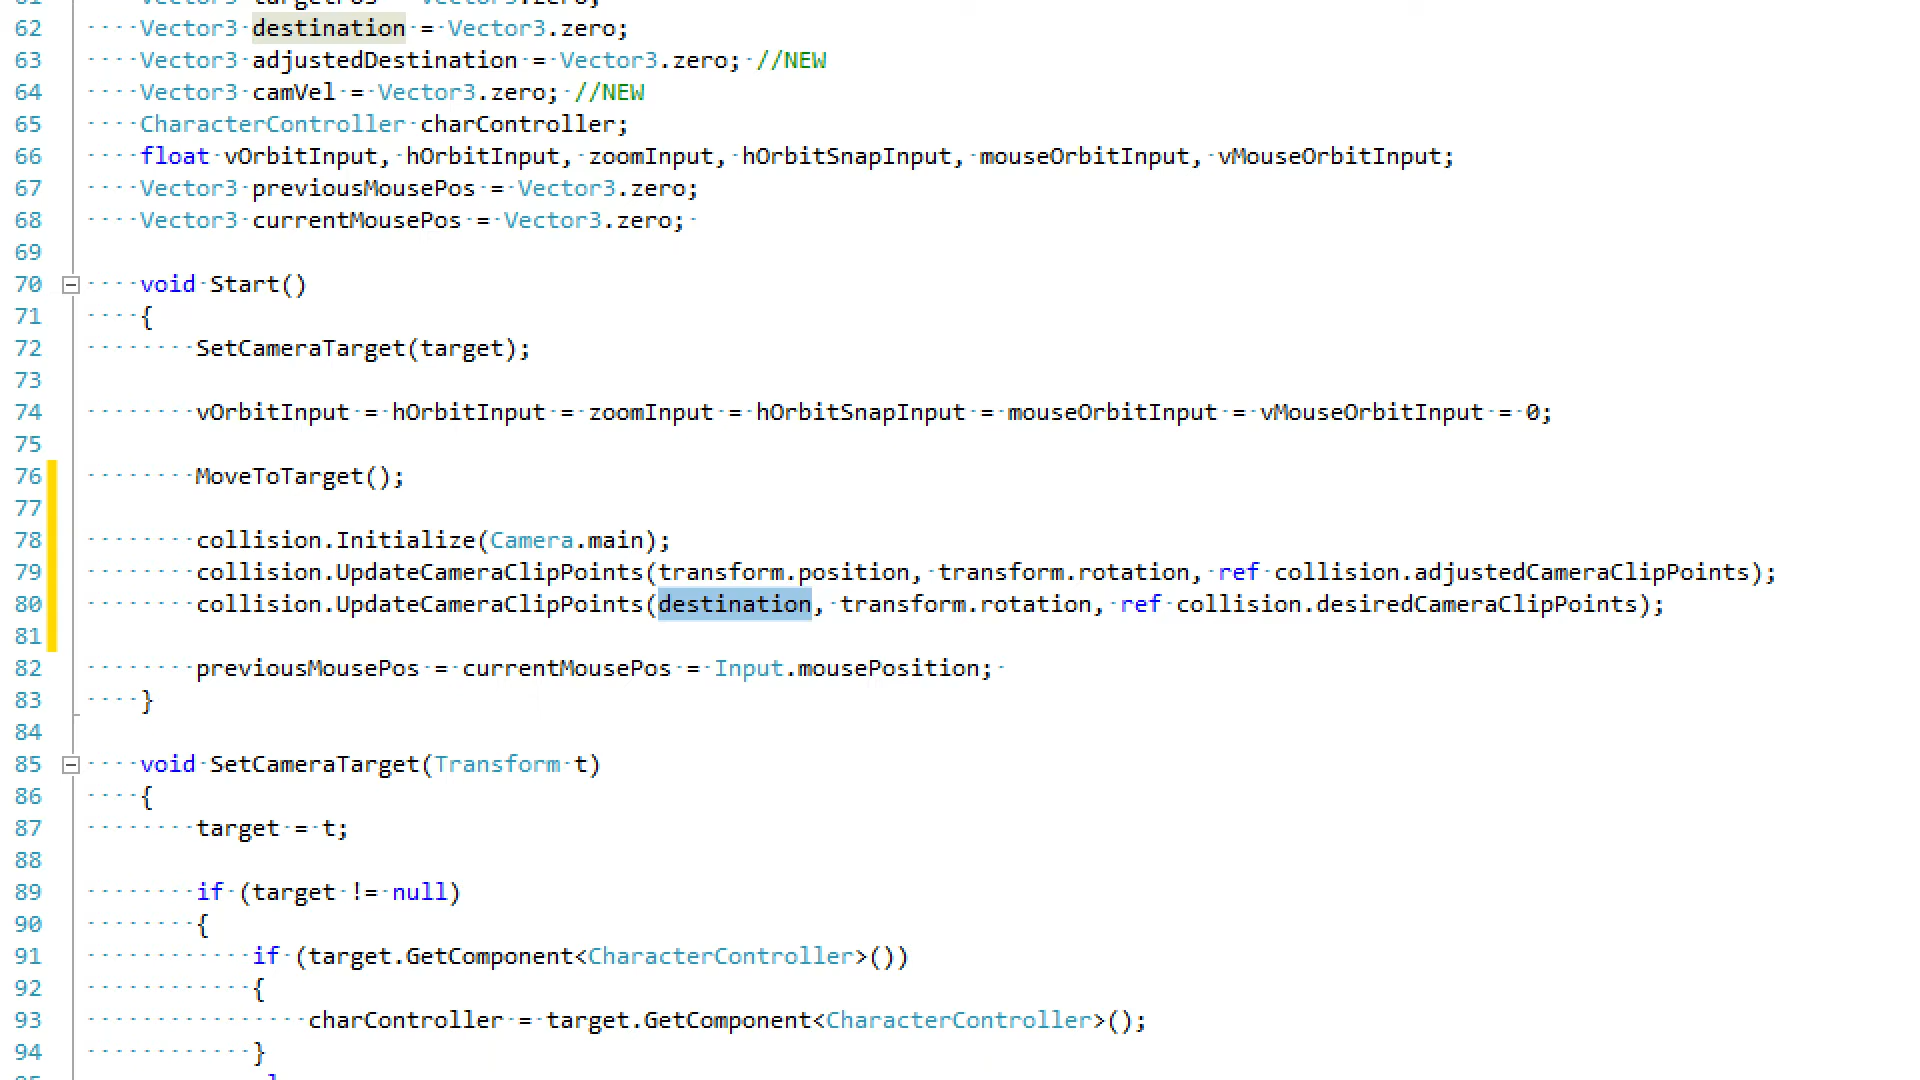 61 Vector3 targetPos = Vector3.zero;
62 Vector3 destination = Vector3.zero;
63 Vector3 adjustedDestination = Vector3.zero; //NEW
64 Vector3 camVel = Vector3.zero; //NEW
65 CharacterController charController;
66 float vOrbitInput, hOrbitInput, zoomInput, hOrbitSnapInput, mouseOrbitInput, vMouseOrbitInput;
67 Vector3 previousMousePos = Vector3.zero;
68 Vector3 currentMousePos = Vector3.zero;
69
70 void Start()
71 {
72 SetCameraTarget(target);
73
74 vOrbitInput = hOrbitInput = zoomInput = hOrbitSnapInput = mouseOrbitInput = vMouseOrbitInput = 0;
75
76 MoveToTarget();
77
78 collision.Initialize(Camera.main);
79 collision.UpdateCameraClipPoints(transform.position, transform.rotation, ref collision.adjustedCameraClipPoints);
80 collision.UpdateCameraClipPoints(destination, transform.rotation, ref collision.desiredCameraClipPoints);
81
82 previousMousePos = currentMousePos = Input.mousePosition;
83 }
84
85 void SetCameraTarget(Transform t)
86 {
87 target = t;
88
89 if (target != null)
90 {
91 if (target.GetComponent<CharacterController>())
92 {
93 charController = target.GetComponent<CharacterController>();
94 }